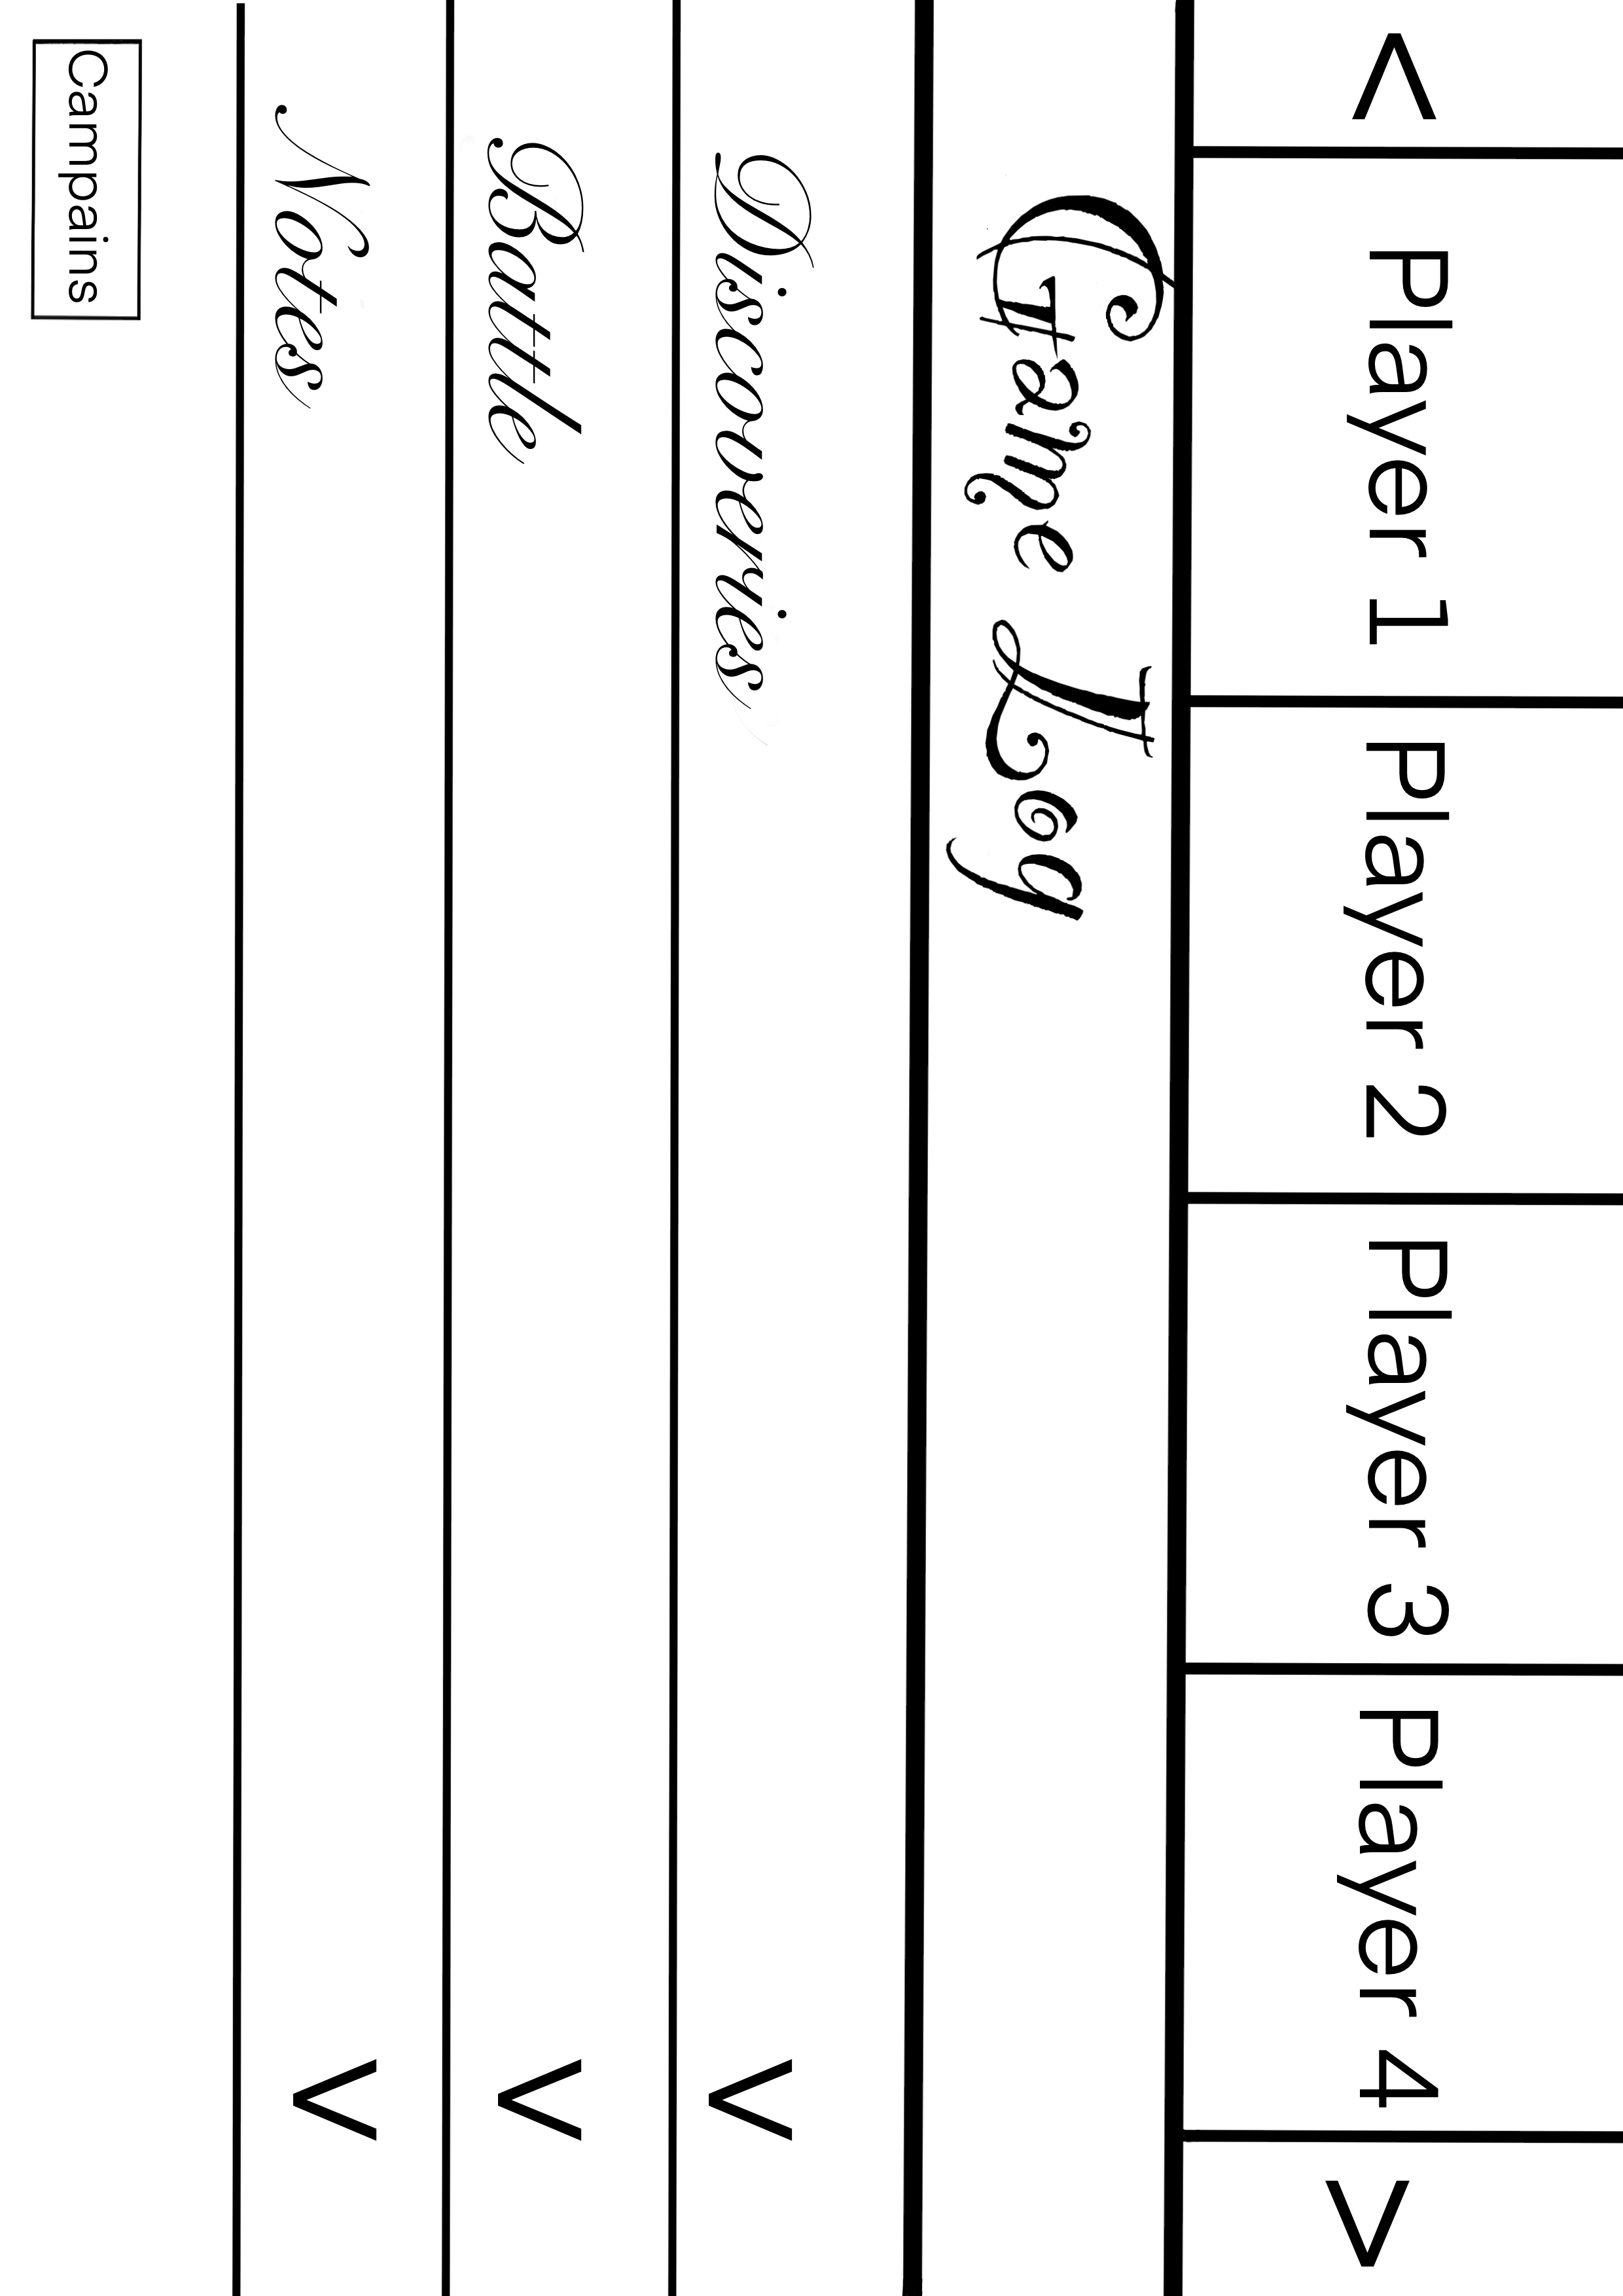 < Player 1 Player 2 Player 3 Player 4 >
Game Log
Discoveries V
Battle V
Notes V
Campains